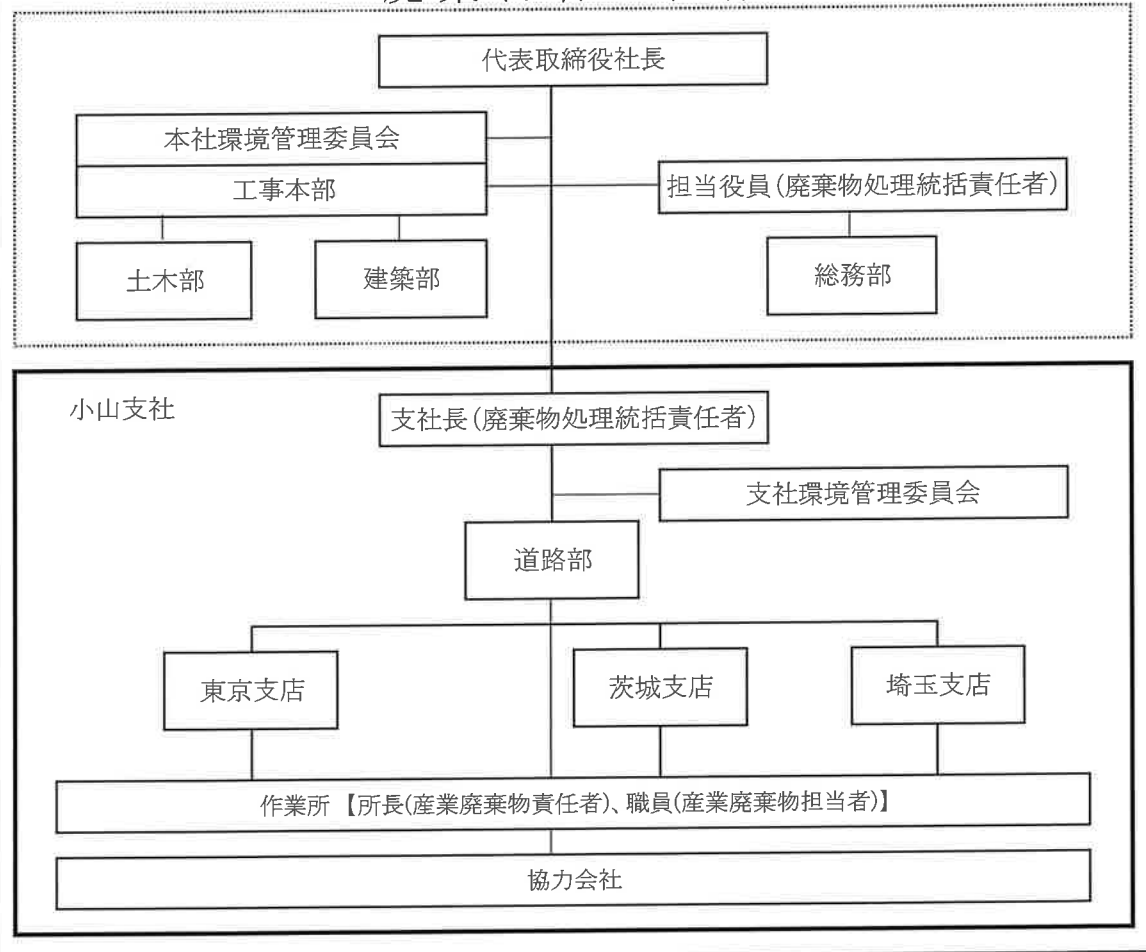 代表取締役社長
本社環境管理委員会
工事本部
担当役員(廃棄物処理統括責任者)
土木部
建築部
総務部
小山支社
支社長(廃棄物処理統括責任者)
支社環境管理委員会
道路部
東京支店
茨城支店
埼玉支店
作業所 【所長(産業廃棄物責任者)、職員(産業廃棄物担当者)】
協力会社